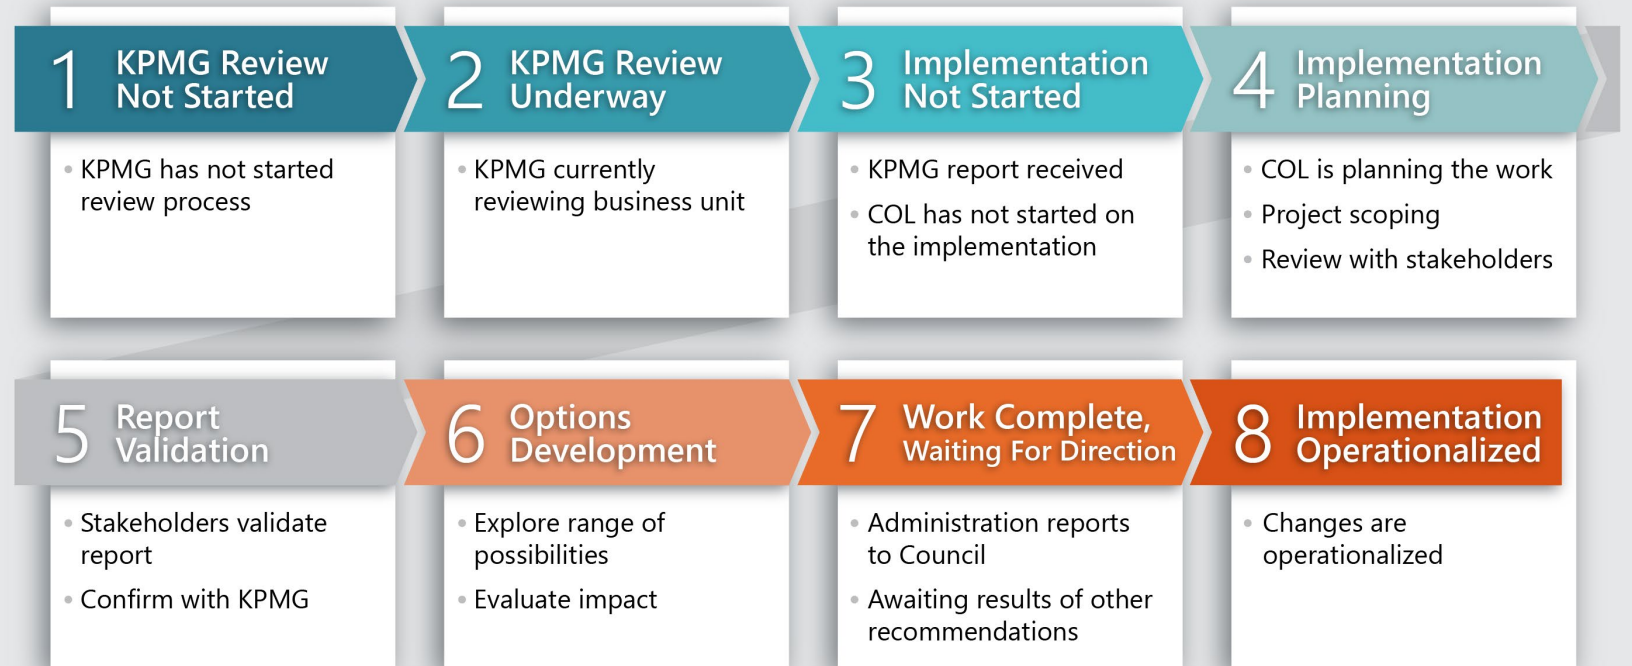 1 KPMG Review
Not Started
• KPMG has not started
review process
2 KPMG Review
Underway
• KPMG currently
reviewing business unit
3 Implementation
Not Started
• KPMG report received
• COL has not started on
the implementation
4 Implementation
Planning
• COL is planning the work
• Project scoping
• Review with stakeholders
5 Report
Validation
• Stakeholders validate
report
• Confirm with KPMG
6 Options
Development
• Explore range of
possibilities
• Evaluate impact
7 Work Complete,
Waiting For Direction
• Administration reports
to Council
• Awaiting results of other
recommendations
8 Implementation
Operationalized
• Changes are
operationalized